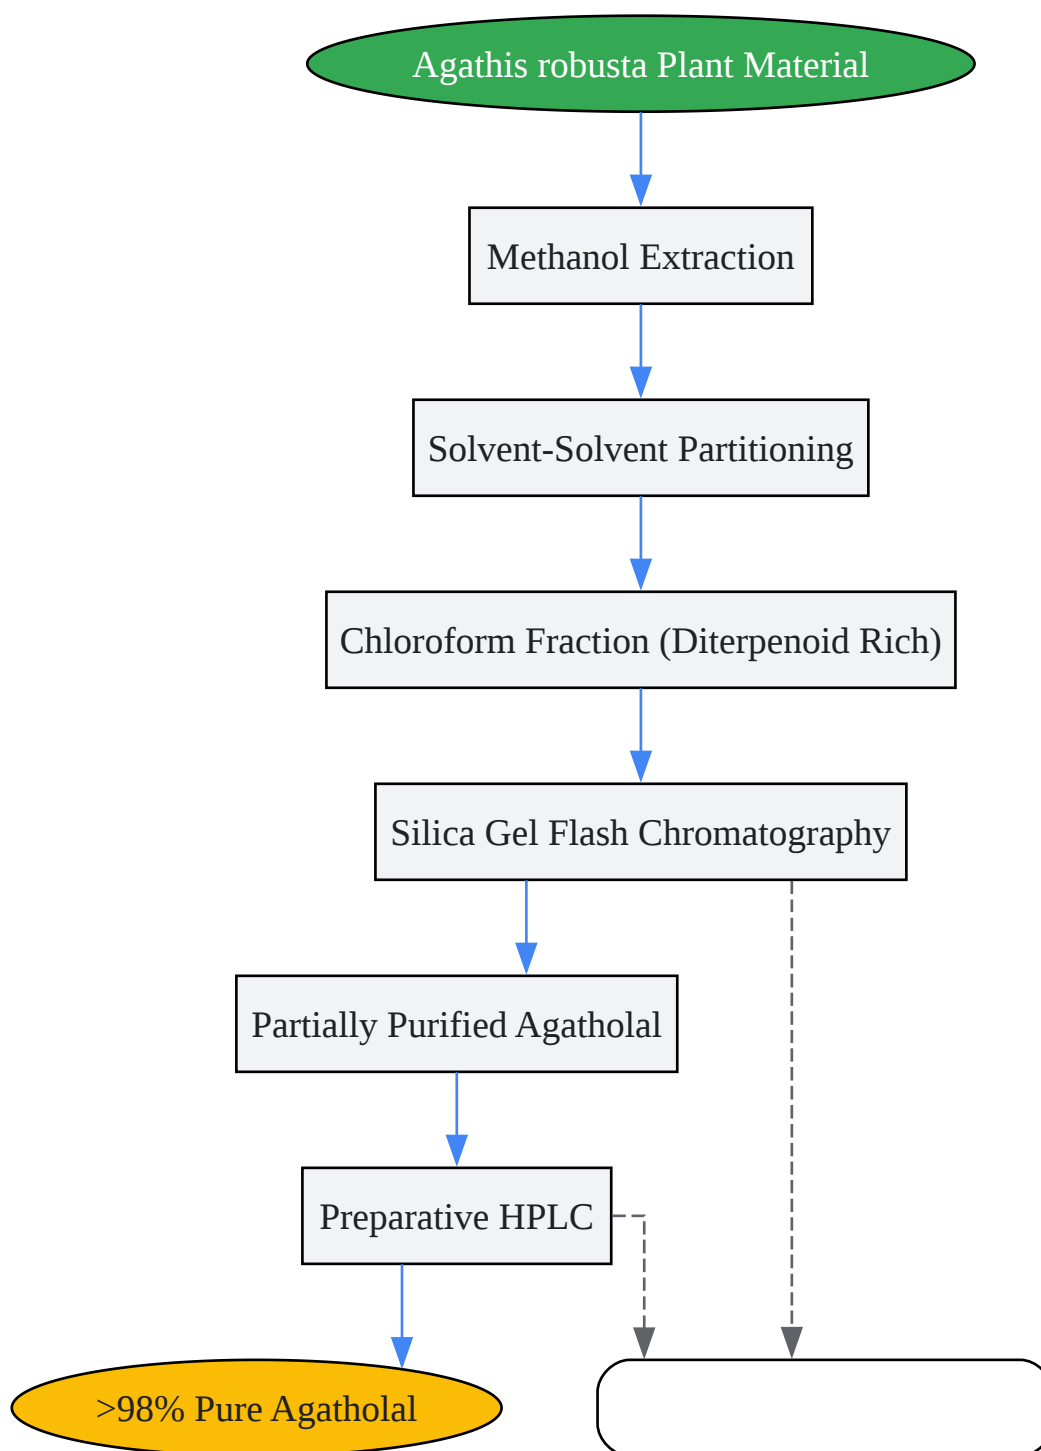 Agathis robusta Plant Material
Methanol Extraction
Solvent-Solvent Partitioning
Chloroform Fraction (Diterpenoid Rich)
Silica Gel Flash Chromatography
Partially Purified Agatholal
Preparative HPLC
>98% Pure Agatholal